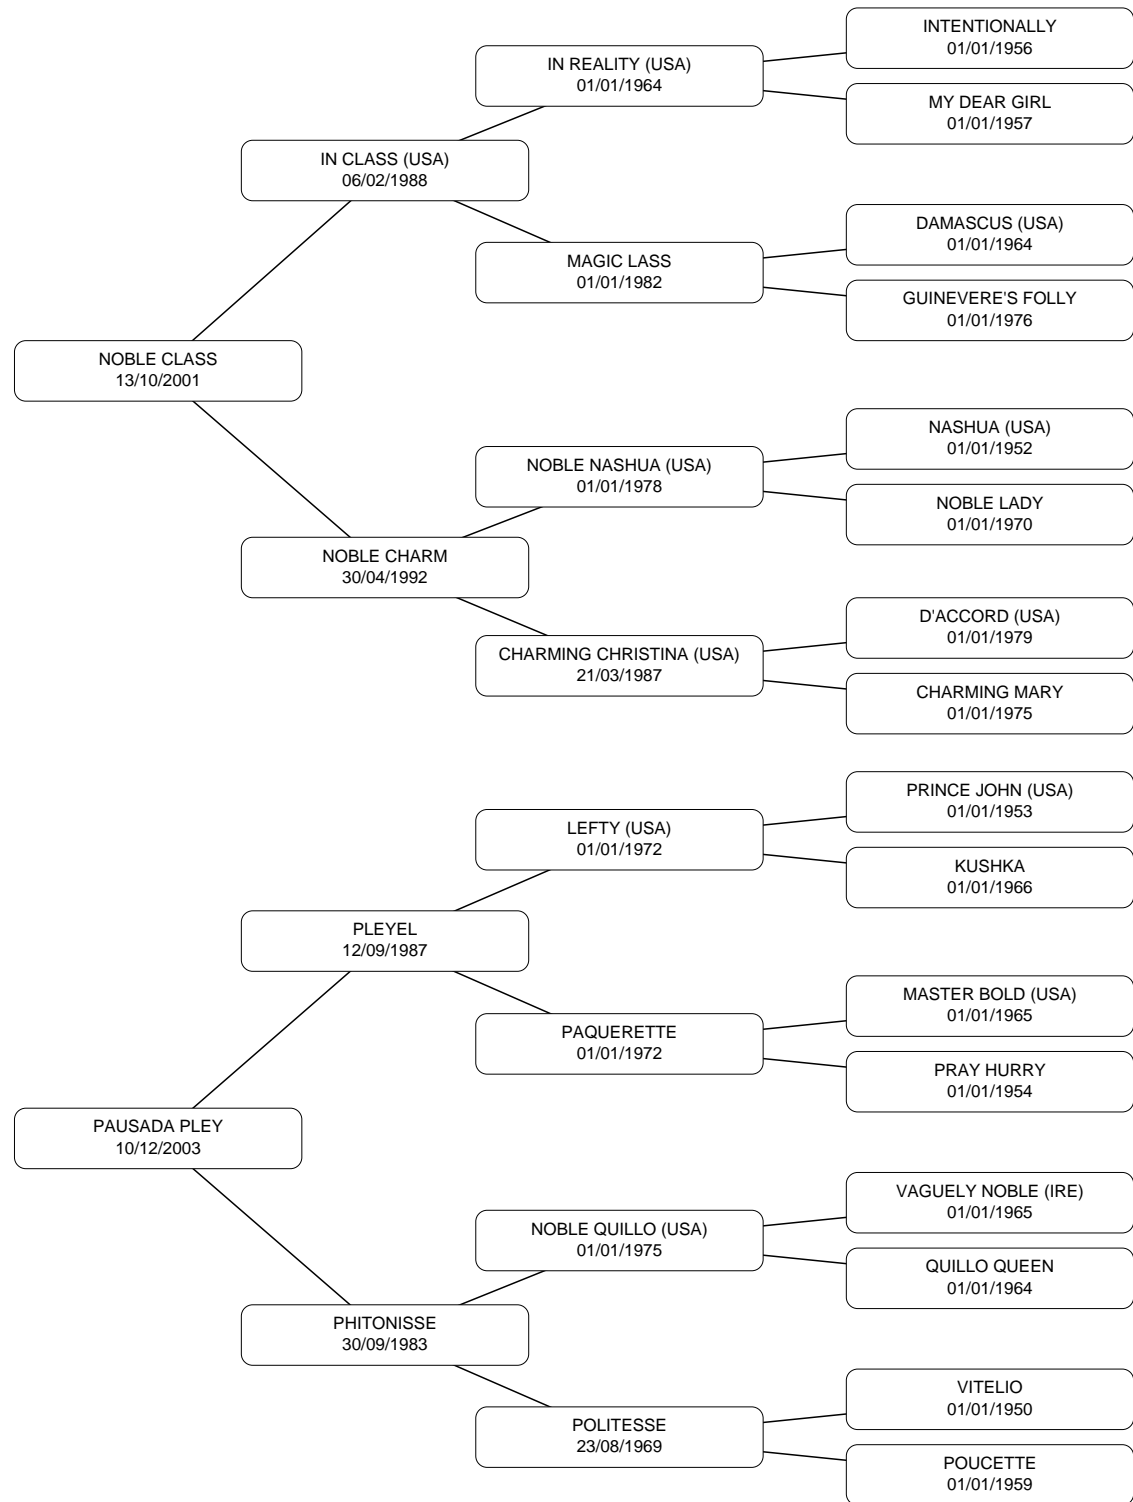 INTENTIONALLY
01/01/1956
IN REALITY (USA)
01/01/1964
MY DEAR GIRL
01/01/1957
IN CLASS (USA)
06/02/1988
DAMASCUS (USA)
01/01/1964
MAGIC LASS
01/01/1982
GUINEVERE'S FOLLY
01/01/1976
NOBLE CLASS
13/10/2001
NASHUA (USA)
01/01/1952
NOBLE NASHUA (USA)
01/01/1978
NOBLE LADY
01/01/1970
NOBLE CHARM
30/04/1992
D'ACCORD (USA)
01/01/1979
CHARMING CHRISTINA (USA)
21/03/1987
CHARMING MARY
01/01/1975
PRINCE JOHN (USA)
01/01/1953
LEFTY (USA)
01/01/1972
KUSHKA
01/01/1966
PLEYEL
12/09/1987
MASTER BOLD (USA)
01/01/1965
PAQUERETTE
01/01/1972
PRAY HURRY
01/01/1954
PAUSADA PLEY
10/12/2003
VAGUELY NOBLE (IRE)
01/01/1965
NOBLE QUILLO (USA)
01/01/1975
QUILLO QUEEN
01/01/1964
PHITONISSE
30/09/1983
VITELIO
01/01/1950
POLITESSE
23/08/1969
POUCETTE
01/01/1959